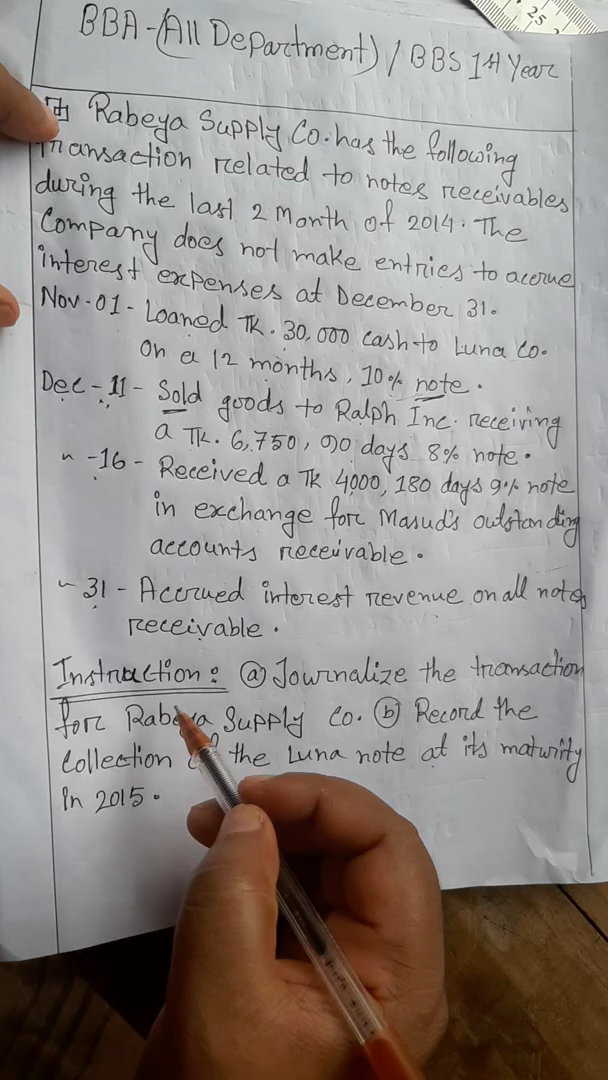 BBA-(All Department) / BBS 1st Year
Rabeya Supply Co. has the following
Transaction related to notes receivables
during the last 2 Month of 2014. The
Company does not make entries to accrue
interest expenses at December 31.
Nov-01 - Loaned TK. 30,000 cash to Luna Co.
on a 12 months, 10% note.
Dec-11 - Sold goods to Ralph Inc. receiving
a TK. 6,750, 90 days 8% note.
" -16 - Received a TK 4000, 180 days 9% note
in exchange for Masud's outstanding
accounts receivable.
" 31 - Accrued interest revenue on all notes
receivable.
Instruction: (a) Journalize the transaction
for Rabeya Supply Co. (b) Record the
Collection of the Luna note at its maturity
in 2015.
25